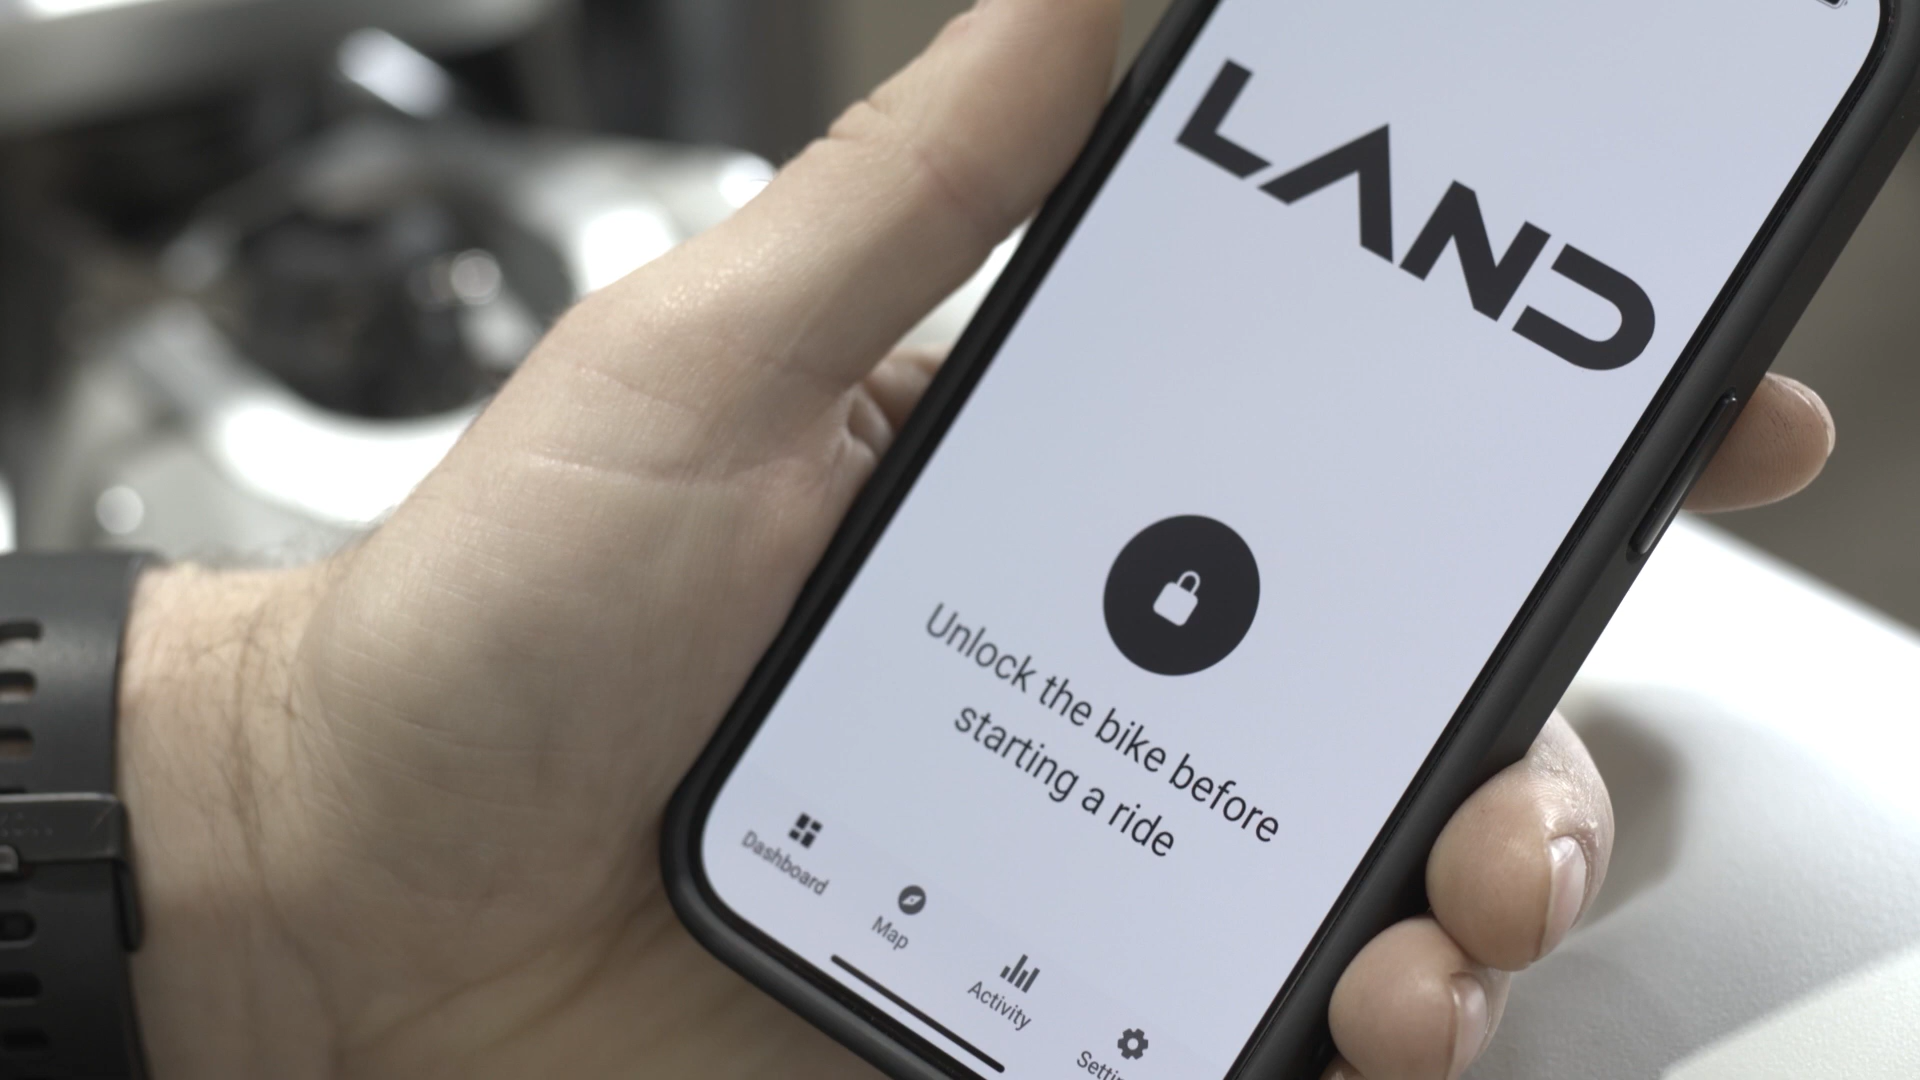 LAND
Unlock the bike before
starting a ride
Dashboard
Map
Activity